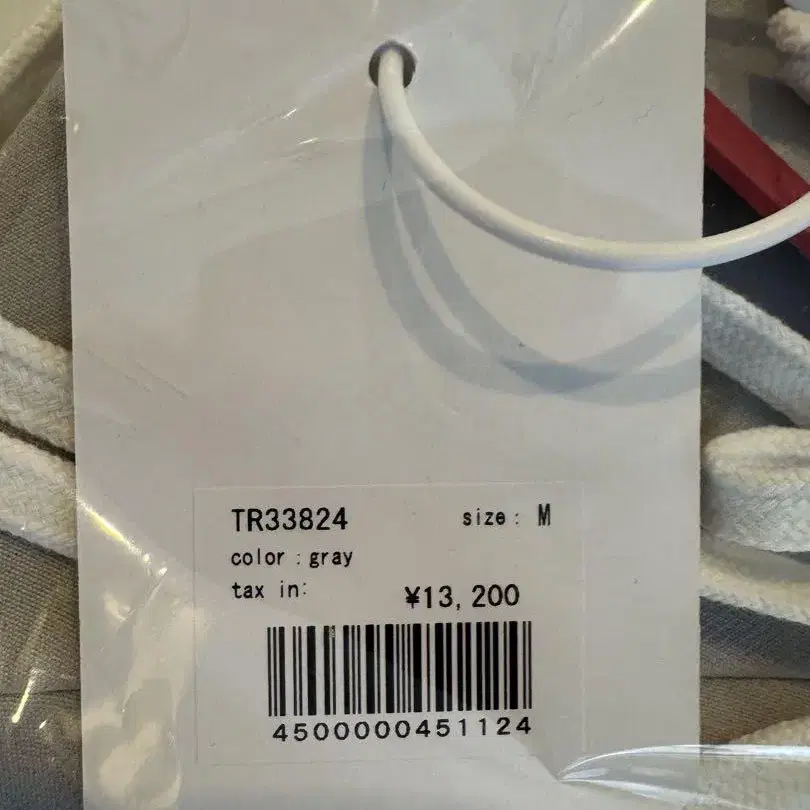 TR33824 size: M
color:gray
tax in:
¥13,200
4500000451124